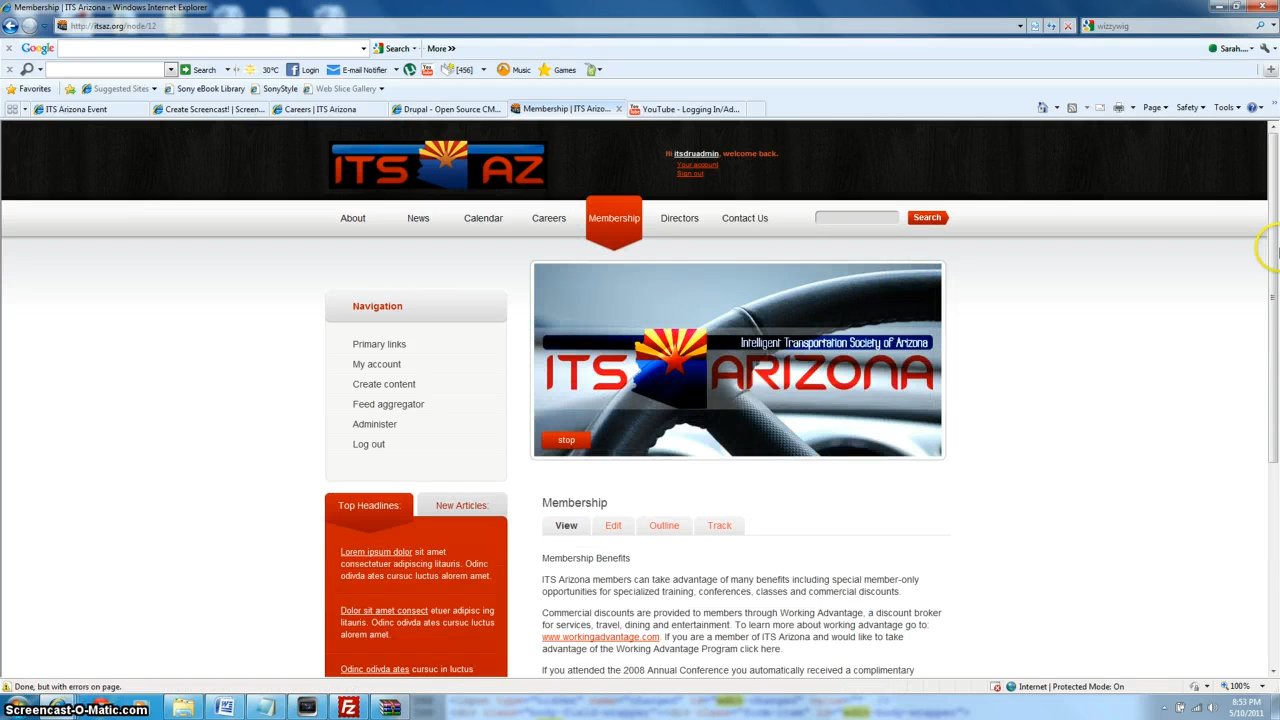 Membership | ITS Arizona - Windows Internet Explorer
http://itsaz.org/node/12
wizzywig
Google
Search
More »
Sarah...
Search
30°C
Login
E-mail Notifier
[456]
Music
Games
Favorites
Suggested Sites
Sony eBook Library
SonyStyle
Web Slice Gallery
ITS Arizona Event
Create Screencast! | Screen...
Careers | ITS Arizona
Drupal - Open Source CM...
Membership | ITS Arizo...
YouTube - Logging In/Ad...
Page
Safety
Tools
ITS AZ
Hi itsdruadmin, welcome back.
Your account
Sign out
About
News
Calendar
Careers
Membership
Directors
Contact Us
Search
Navigation
Primary links
My account
Create content
Feed aggregator
Administer
Log out
Intelligent Transportation Society of Arizona
ITS ARIZONA
stop
Top Headlines:
New Articles:
Lorem ipsum dolor sit amet
consectetuer adipiscing litauris. Odinc
odivda ates cursuc luctus alorem amet.
Dolor sit amet consect etuer adipisc ing
litauris. Odinc odivda ates cursuc luctus
alorem amet.
Odinc odivda ates cursuc in luctus
Membership
View
Edit
Outline
Track
Membership Benefits
ITS Arizona members can take advantage of many benefits including special member-only
opportunities for specialized training, conferences, classes and commercial discounts.
Commercial discounts are provided to members through Working Advantage, a discount broker
for services, travel, dining and entertainment. To learn more about working advantage go to:
www.workingadvantage.com. If you are a member of ITS Arizona and would like to take
advantage of the Working Advantage Program click here.
If you attended the 2008 Annual Conference you automatically received a complimentary
Done, but with errors on page.
Internet | Protected Mode: On
100%
Screencast-O-Matic.com
8:53 PM
5/10/2011